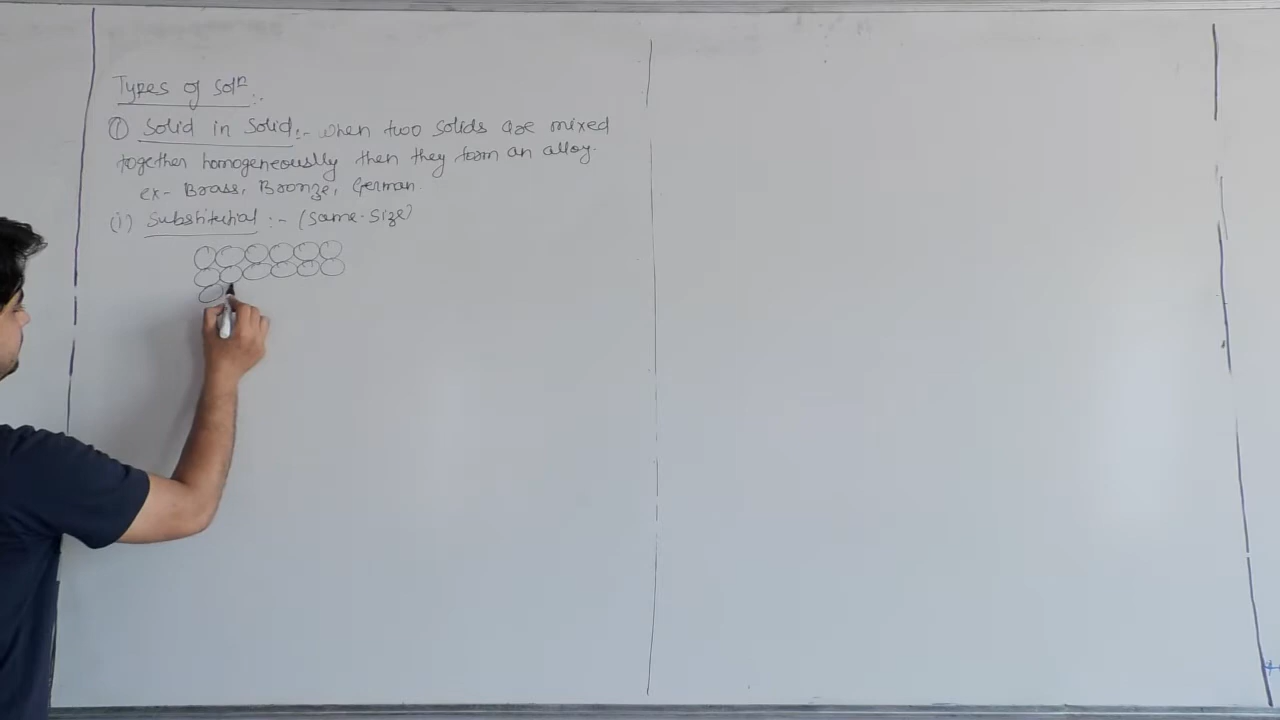 Types of Solⁿ:.
① Solid in Solid:- when two solids are mixed
together homogeneously then they form an alloy.
ex- Brass, Bronze, German.
(i) Substitutial :- (Same-Size)